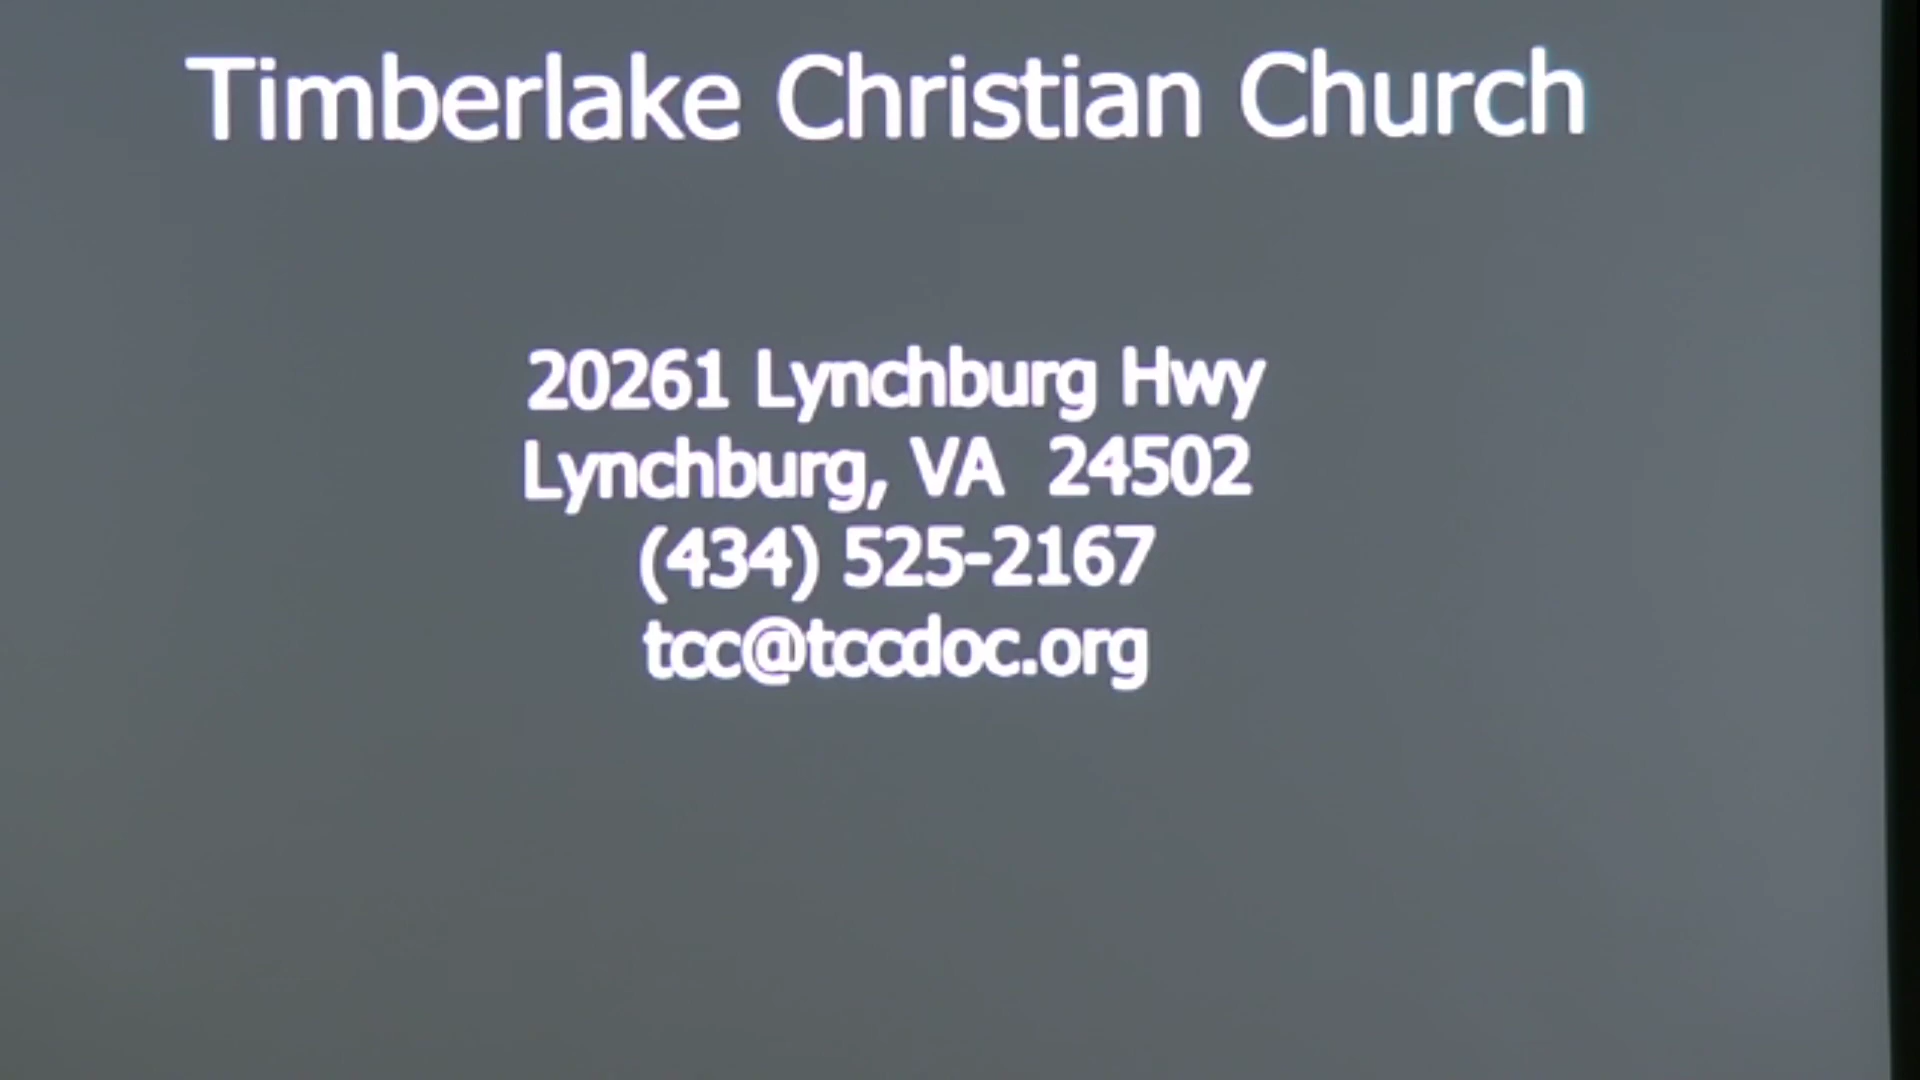 Timberlake Christian Church
20261 Lynchburg Hwy
Lynchburg, VA  24502
(434) 525-2167
tcc@tccdoc.org